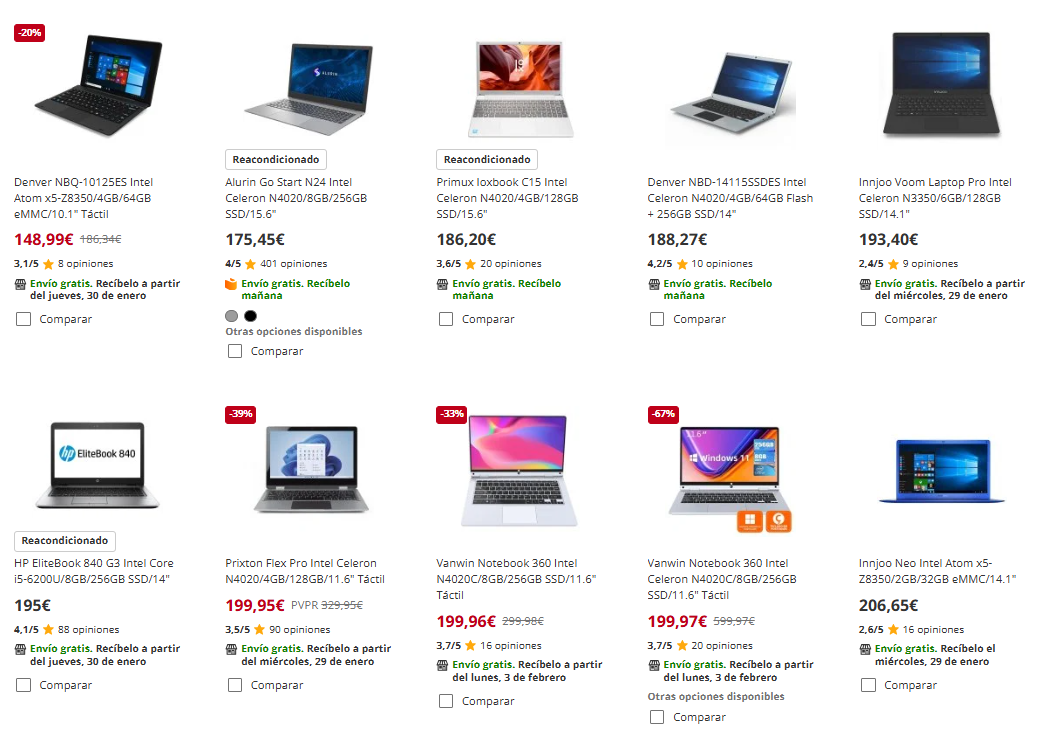 -20%
ALURIN
Reacondicionado
Reacondicionado
Denver NBQ-10125ES Intel
Atom x5-Z8350/4GB/64GB
eMMC/10.1" Táctil
148,99€ 186,34€
3,1/5 8 opiniones
Envío gratis. Recíbelo a partir
del jueves, 30 de enero
Comparar
Alurin Go Start N24 Intel
Celeron N4020/8GB/256GB
SSD/15.6"
175,45€
4/5 401 opiniones
Envío gratis. Recíbelo
mañana
Otras opciones disponibles
Comparar
Primux Ioxbook C15 Intel
Celeron N4020/4GB/128GB
SSD/15.6"
186,20€
3,6/5 20 opiniones
Envío gratis. Recíbelo
mañana
Comparar
Denver NBD-14115SSDES Intel
Celeron N4020/4GB/64GB Flash
+ 256GB SSD/14"
188,27€
4,2/5 10 opiniones
Envío gratis. Recíbelo
mañana
Comparar
Innjoo Voom Laptop Pro Intel
Celeron N3350/6GB/128GB
SSD/14.1"
193,40€
2,4/5 9 opiniones
Envío gratis. Recíbelo a partir
del miércoles, 29 de enero
Comparar
hp EliteBook 840
Reacondicionado
HP EliteBook 840 G3 Intel Core
i5-6200U/8GB/256GB SSD/14"
195€
4,1/5 88 opiniones
Envío gratis. Recíbelo a partir
del jueves, 30 de enero
Comparar
-39%
Prixton Flex Pro Intel Celeron
N4020/4GB/128GB/11.6" Táctil
199,95€ PVPR 329,95€
3,5/5 90 opiniones
Envío gratis. Recíbelo a partir
del miércoles, 29 de enero
Comparar
-33%
Vanwin Notebook 360 Intel
N4020C/8GB/256GB SSD/11.6"
Táctil
199,96€ 299,98€
3,7/5 16 opiniones
Envío gratis. Recíbelo a partir
del lunes, 3 de febrero
Comparar
-67%
11.6"
Windows 11
256GB
8GB
Vanwin Notebook 360 Intel
Celeron N4020C/8GB/256GB
SSD/11.6" Táctil
199,97€ 599,97€
3,7/5 20 opiniones
Envío gratis. Recíbelo a partir
del lunes, 3 de febrero
Otras opciones disponibles
Comparar
Innjoo Neo Intel Atom x5-
Z8350/2GB/32GB eMMC/14.1"
206,65€
2,6/5 16 opiniones
Envío gratis. Recíbelo el
miércoles, 29 de enero
Comparar